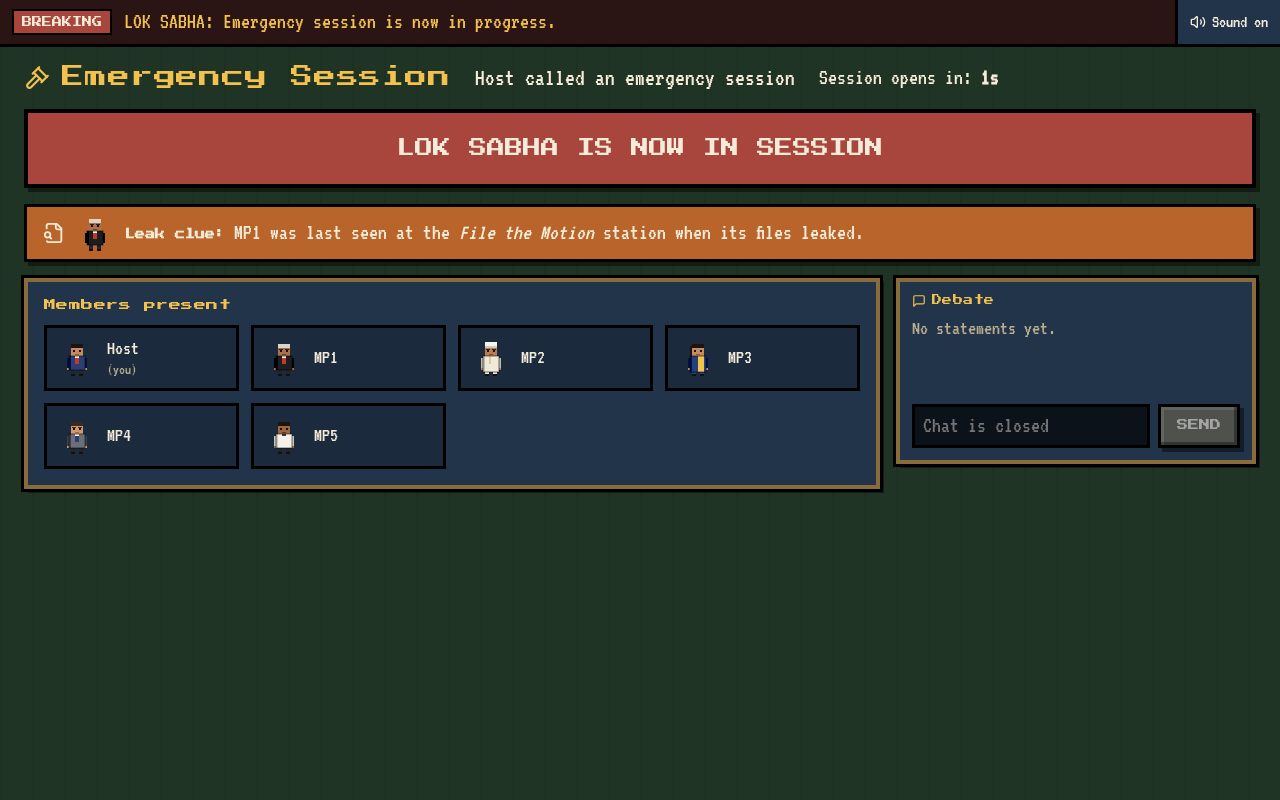 BREAKING LOK SABHA: Emergency session is now in progress. Sound on
Emergency Session Host called an emergency session Session opens in: 1s
LOK SABHA IS NOW IN SESSION
Leak clue: MP1 was last seen at the File the Motion station when its files leaked.
Members present
Host
(you)
MP1
MP2
MP3
MP4
MP5
Debate
No statements yet.
Chat is closed
SEND